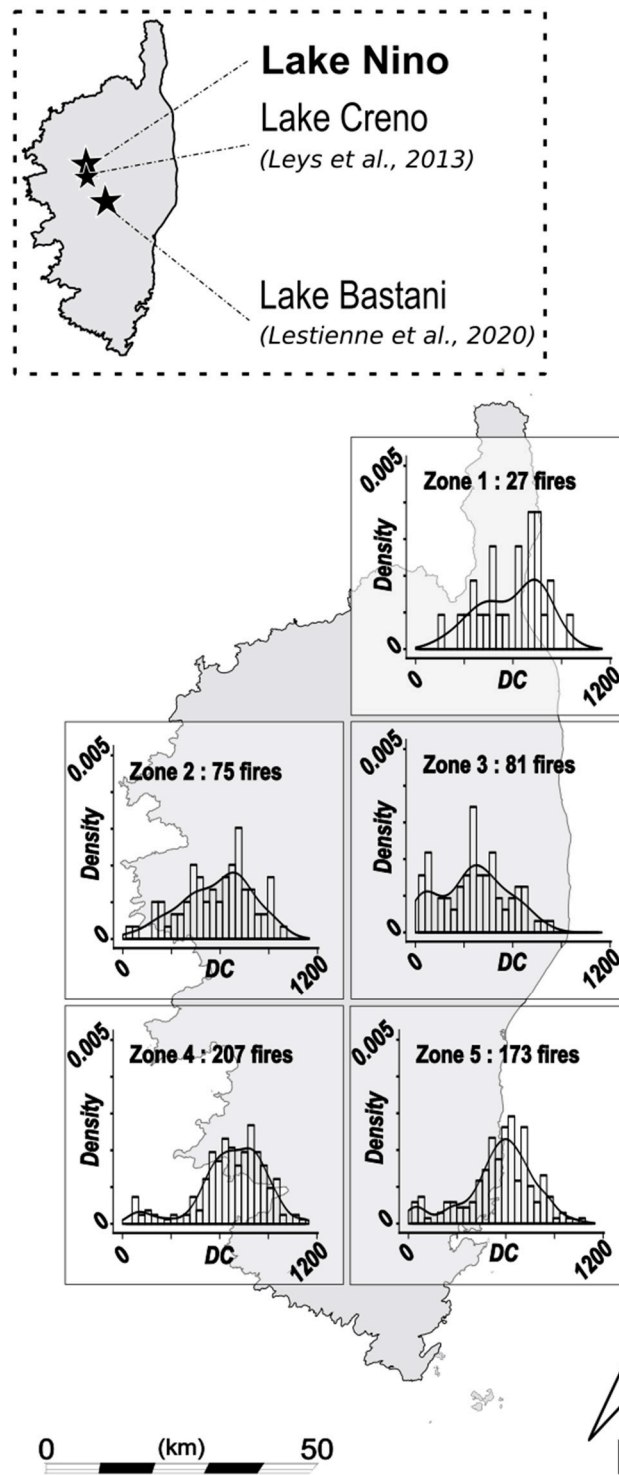 Lake Nino
Lake Creno
(Leys et al., 2013)
Lake Bastani
(Lestienne et al., 2020)
0.005
Zone 1 : 27 fires
Density
0
0
DC
1200
0.005
Zone 2 : 75 fires
Density
0
0
DC
1200
0.005
Zone 3 : 81 fires
Density
0
0
DC
1200
0.005
Zone 4 : 207 fires
Density
0
0
DC
1200
0.005
Zone 5 : 173 fires
Density
0
0
DC
1200
0
(km)
50